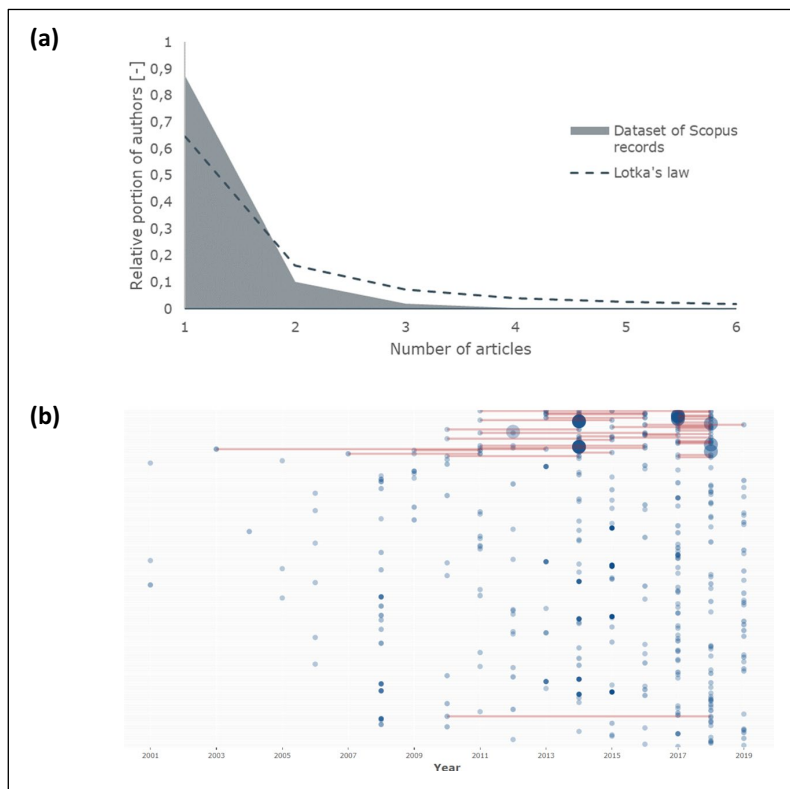 (a)
Relative portion of authors [-]
1
0,9
0,8
0,7
0,6
0,5
0,4
0,3
0,2
0,1
0
1 2 3 4 5 6
Number of articles
Dataset of Scopus
records
Lotka's law
(b)
2001 2003 2005 2007 2009 2011 2013 2015 2017 2019
Year